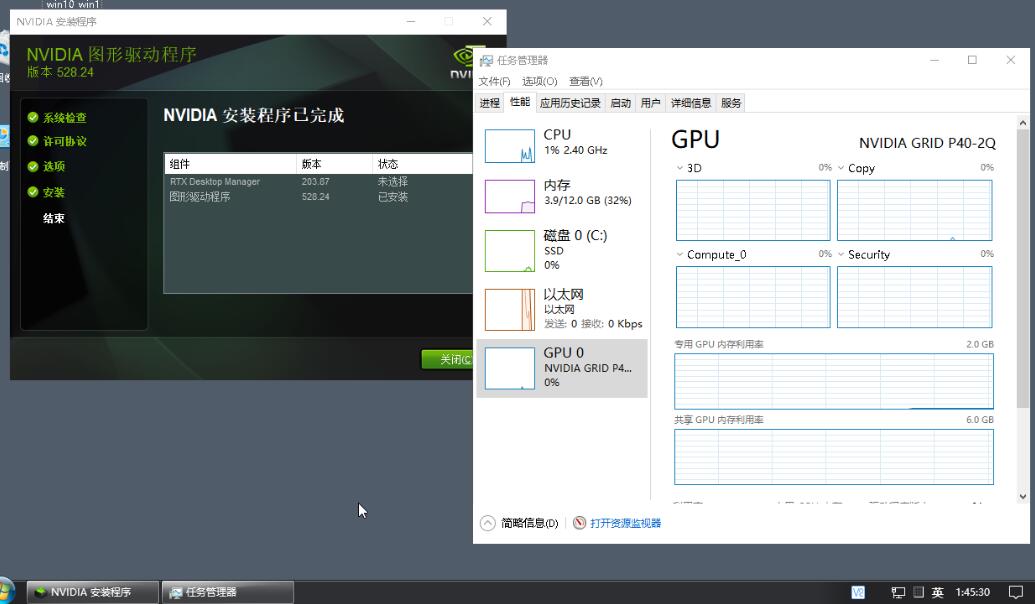 win10 win1
NVIDIA 安装程序
NVIDIA 图形驱动程序
版本 528.24
系统检查
许可协议
选项
安装
结束
NVIDIA 安装程序已完成
组件 版本 状态
RTX Desktop Manager 203.87 未选择
图形驱动程序 528.24 已安装
关闭(C
任务管理器
文件(F) 选项(O) 查看(V)
进程 性能 应用历史记录 启动 用户 详细信息 服务
CPU
1% 2.40 GHz
内存
3.9/12.0 GB (32%)
磁盘 0 (C:)
SSD
0%
以太网
以太网
发送: 0 接收: 0 Kbps
GPU 0
NVIDIA GRID P4...
0%
GPU NVIDIA GRID P40-2Q
3D 0% Copy 0%
Compute_0 0% Security 0%
专用 GPU 内存利用率 2.0 GB
共享 GPU 内存利用率 6.0 GB
简略信息(D) 打开资源监视器
NVIDIA 安装程序 任务管理器 英 1:45:30